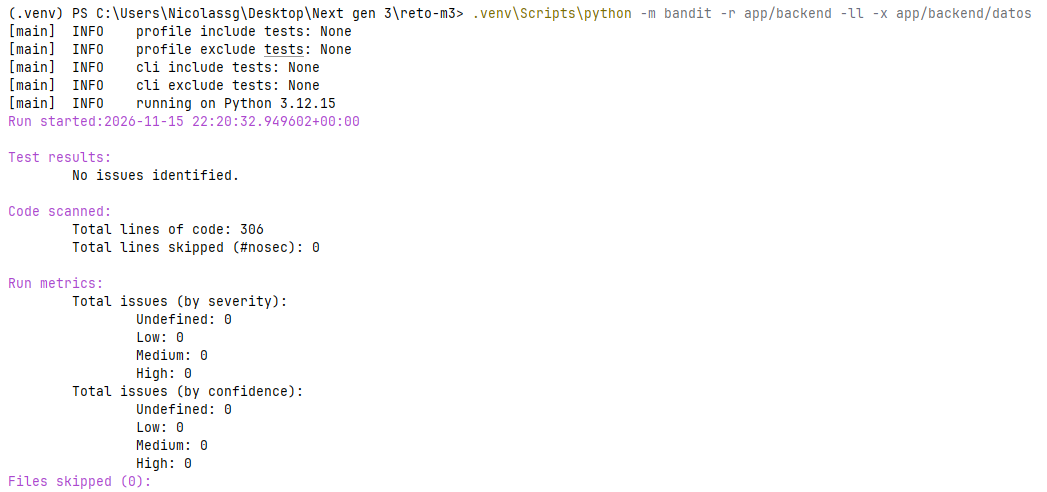 (.venv) PS C:\Users\Nicolassg\Desktop\Next gen 3\reto-m3> .venv\Scripts\python -m bandit -r app/backend -ll -x app/backend/datos
[main]  INFO    profile include tests: None
[main]  INFO    profile exclude tests: None
[main]  INFO    cli include tests: None
[main]  INFO    cli exclude tests: None
[main]  INFO    running on Python 3.12.15
Run started:2026-11-15 22:20:32.949602+00:00
Test results:
        No issues identified.
Code scanned:
        Total lines of code: 306
        Total lines skipped (#nosec): 0
Run metrics:
        Total issues (by severity):
                Undefined: 0
                Low: 0
                Medium: 0
                High: 0
        Total issues (by confidence):
                Undefined: 0
                Low: 0
                Medium: 0
                High: 0
Files skipped (0):